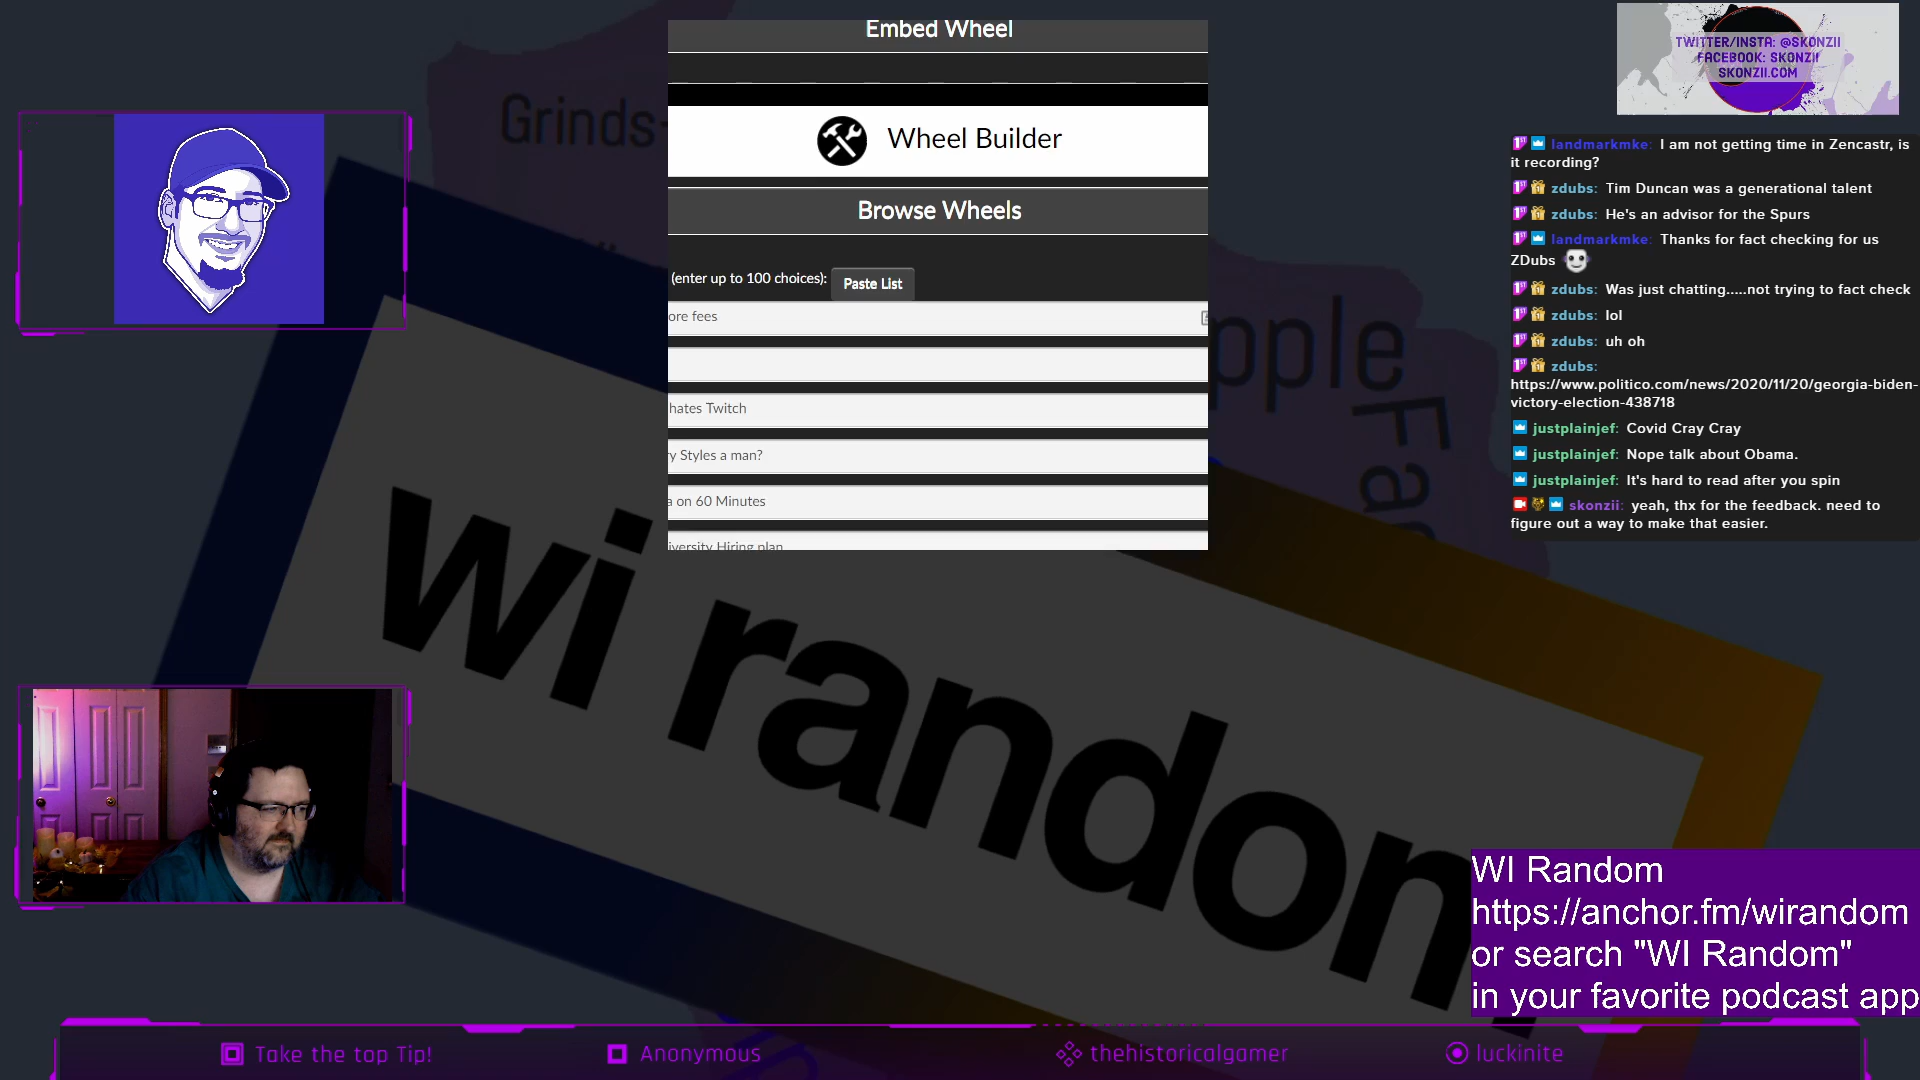 Embed Wheel
Wheel Builder
Browse Wheels
(enter up to 100 choices): Paste List
ore fees
hates Twitch
y Styles a man?
a on 60 Minutes
iversity Hiring plan
Grinds
pple
Fac
wi random
TWITTER/INSTA: @SKONZII
FACEBOOK: SKONZII
SKONZII.COM
landmarkmke: I am not getting time in Zencastr, is
it recording?
zdubs: Tim Duncan was a generational talent
zdubs: He's an advisor for the Spurs
landmarkmke: Thanks for fact checking for us
ZDubs
zdubs: Was just chatting.....not trying to fact check
zdubs: lol
zdubs: uh oh
zdubs:
https://www.politico.com/news/2020/11/20/georgia-biden-
victory-election-438718
justplainjef: Covid Cray Cray
justplainjef: Nope talk about Obama.
justplainjef: It's hard to read after you spin
skonzii: yeah, thx for the feedback. need to
figure out a way to make that easier.
WI Random
https://anchor.fm/wirandom
or search "WI Random"
in your favorite podcast app
Take the top Tip!
Anonymous
thehistoricalgamer
luckinite